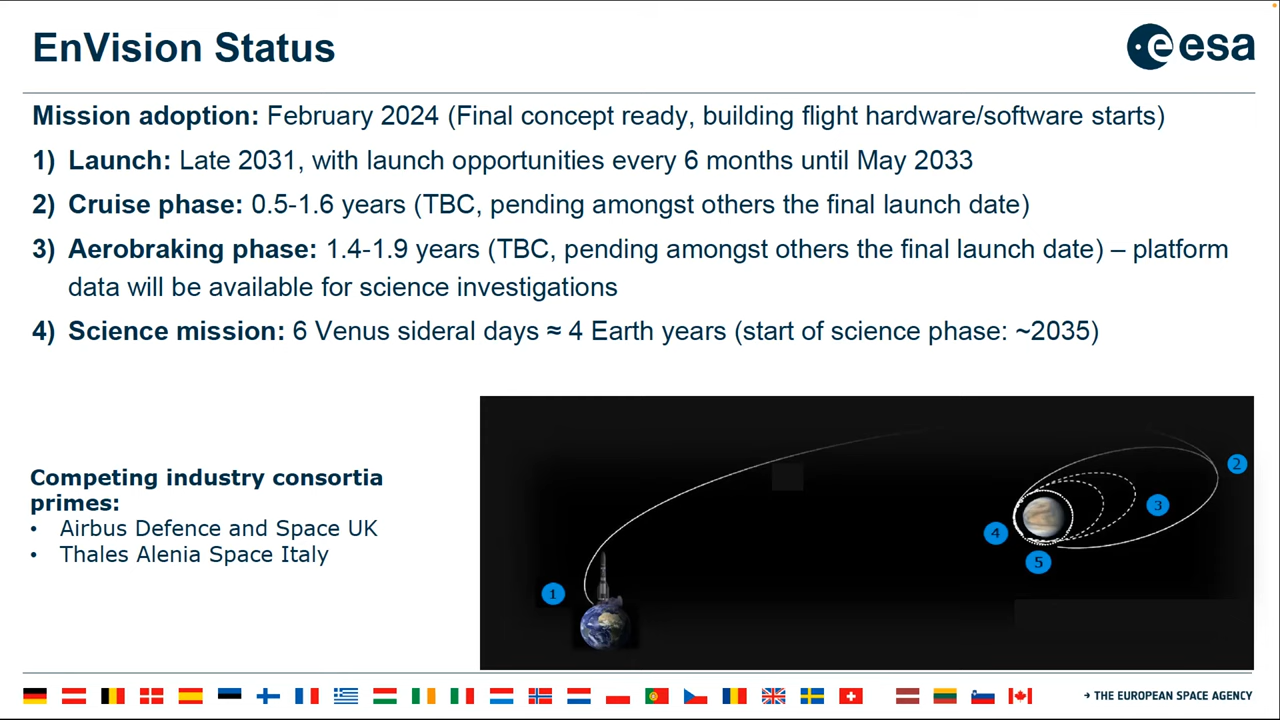 EnVision Status
esa
Mission adoption: February 2024 (Final concept ready, building flight hardware/software starts)
1) Launch: Late 2031, with launch opportunities every 6 months until May 2033
2) Cruise phase: 0.5-1.6 years (TBC, pending amongst others the final launch date)
3) Aerobraking phase: 1.4-1.9 years (TBC, pending amongst others the final launch date) – platform
data will be available for science investigations
4) Science mission: 6 Venus sideral days ≈ 4 Earth years (start of science phase: ~2035)
Competing industry consortia
primes:
• Airbus Defence and Space UK
• Thales Alenia Space Italy
2
3
4
5
1
→ THE EUROPEAN SPACE AGENCY